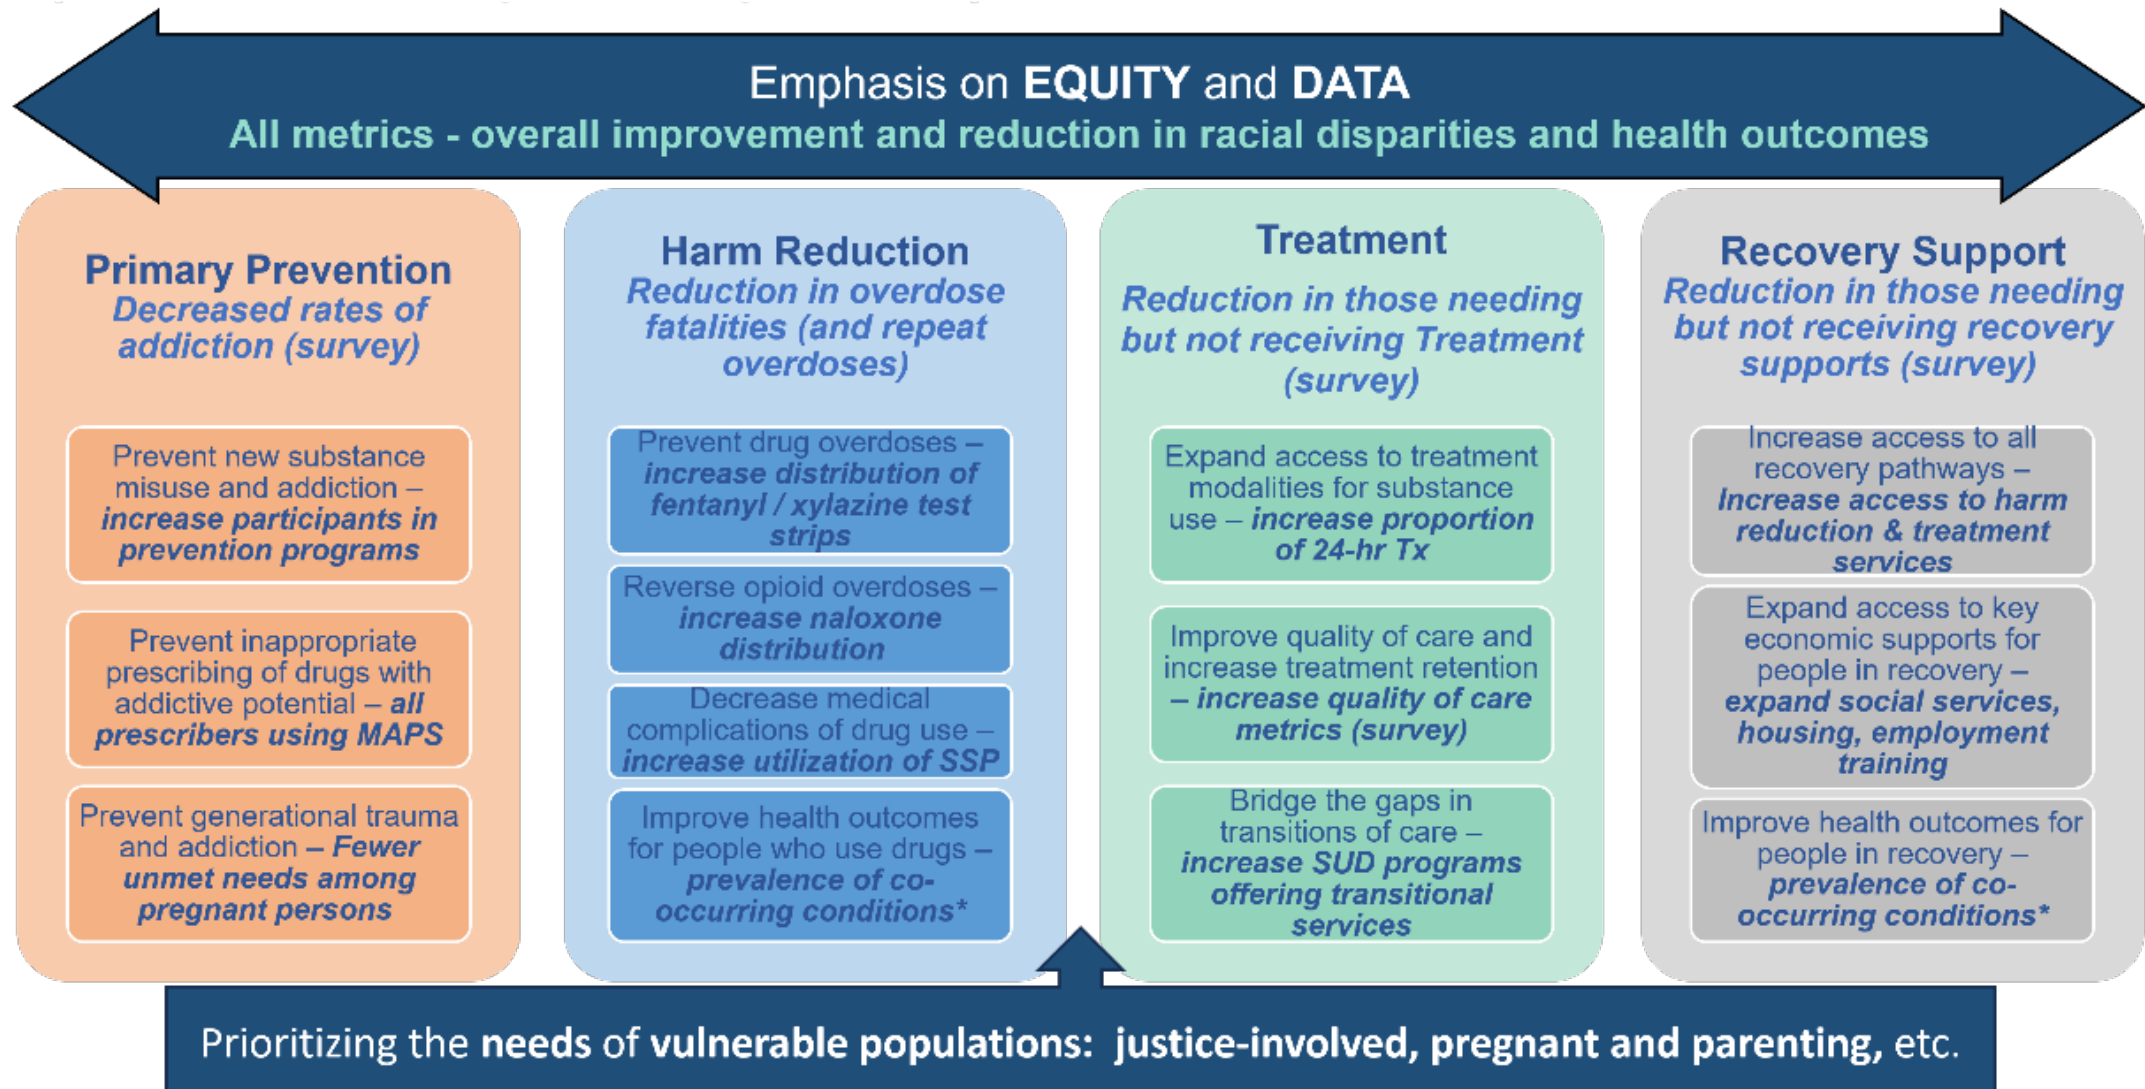 Emphasis on EQUITY and DATA
All metrics - overall improvement and reduction in racial disparities and health outcomes
Primary Prevention
Decreased rates of
addiction (survey)
Prevent new substance
misuse and addiction –
increase participants in
prevention programs
Prevent inappropriate
prescribing of drugs with
addictive potential – all
prescribers using MAPS
Prevent generational trauma
and addiction – Fewer
unmet needs among
pregnant persons
Harm Reduction
Reduction in overdose
fatalities (and repeat
overdoses)
Prevent drug overdoses –
increase distribution of
fentanyl / xylazine test
strips
Reverse opioid overdoses –
increase naloxone
distribution
Decrease medical
complications of drug use –
increase utilization of SSP
Improve health outcomes
for people who use drugs –
prevalence of co-
occurring conditions*
Treatment
Reduction in those needing
but not receiving Treatment
(survey)
Expand access to treatment
modalities for substance
use – increase proportion
of 24-hr Tx
Improve quality of care and
increase treatment retention
– increase quality of care
metrics (survey)
Bridge the gaps in
transitions of care –
increase SUD programs
offering transitional
services
Recovery Support
Reduction in those needing
but not receiving recovery
supports (survey)
Increase access to all
recovery pathways –
Increase access to harm
reduction & treatment
services
Expand access to key
economic supports for
people in recovery –
expand social services,
housing, employment
training
Improve health outcomes for
people in recovery –
prevalence of co-
occurring conditions*
Prioritizing the needs of vulnerable populations: justice-involved, pregnant and parenting, etc.